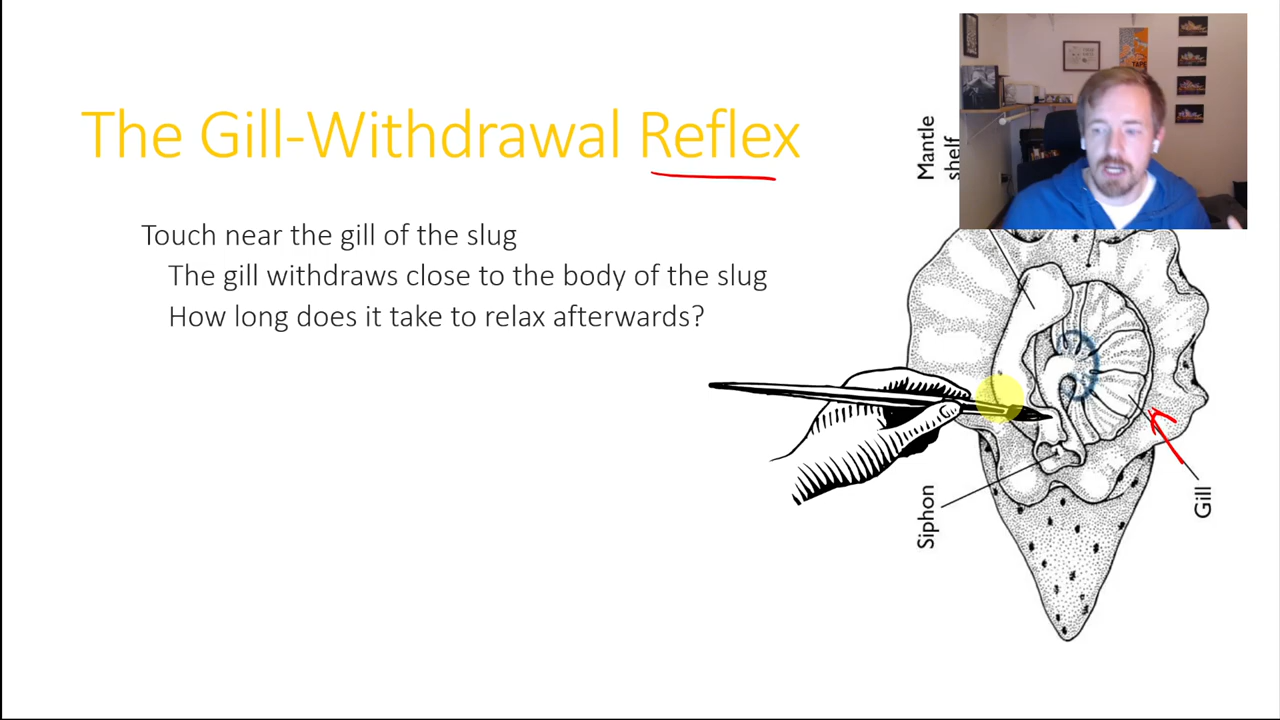 The Gill-Withdrawal Reflex
Touch near the gill of the slug
The gill withdraws close to the body of the slug
How long does it take to relax afterwards?
Mantle
shelf
Siphon
Gill